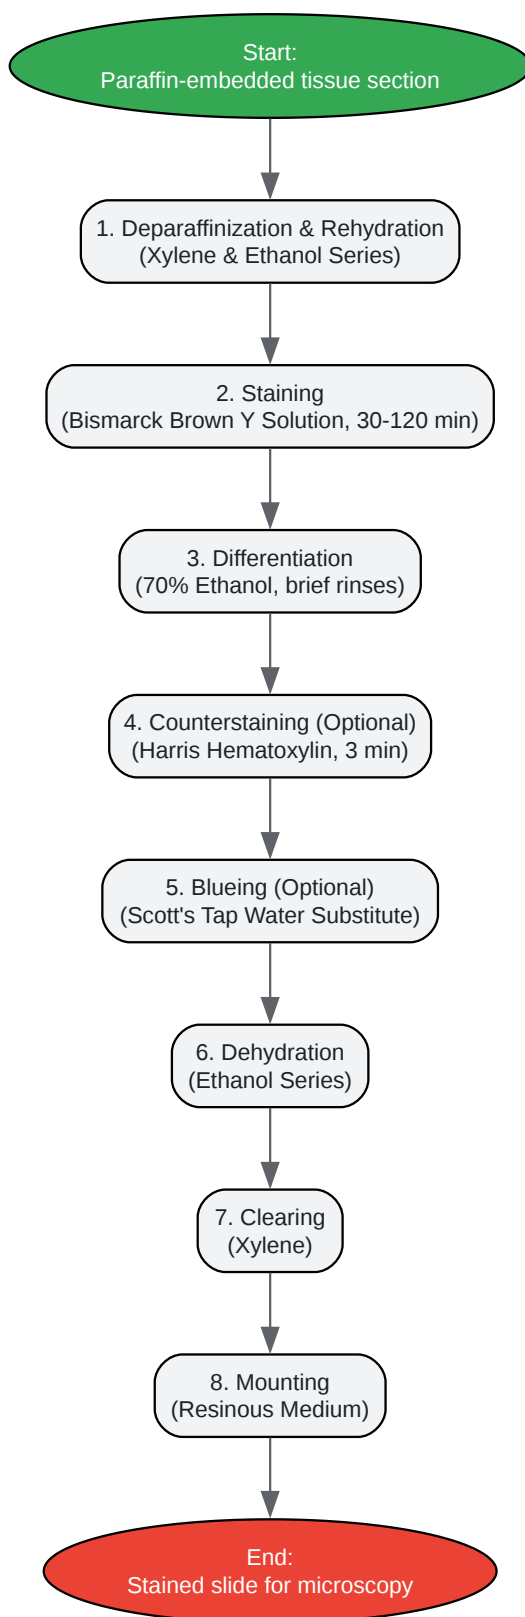 Start:
Paraffin-embedded tissue section
1. Deparaffinization & Rehydration
(Xylene & Ethanol Series)
2. Staining
(Bismarck Brown Y Solution, 30-120 min)
3. Differentiation
(70% Ethanol, brief rinses)
4. Counterstaining (Optional)
(Harris Hematoxylin, 3 min)
5. Blueing (Optional)
(Scott's Tap Water Substitute)
6. Dehydration
(Ethanol Series)
7. Clearing
(Xylene)
8. Mounting
(Resinous Medium)
End:
Stained slide for microscopy